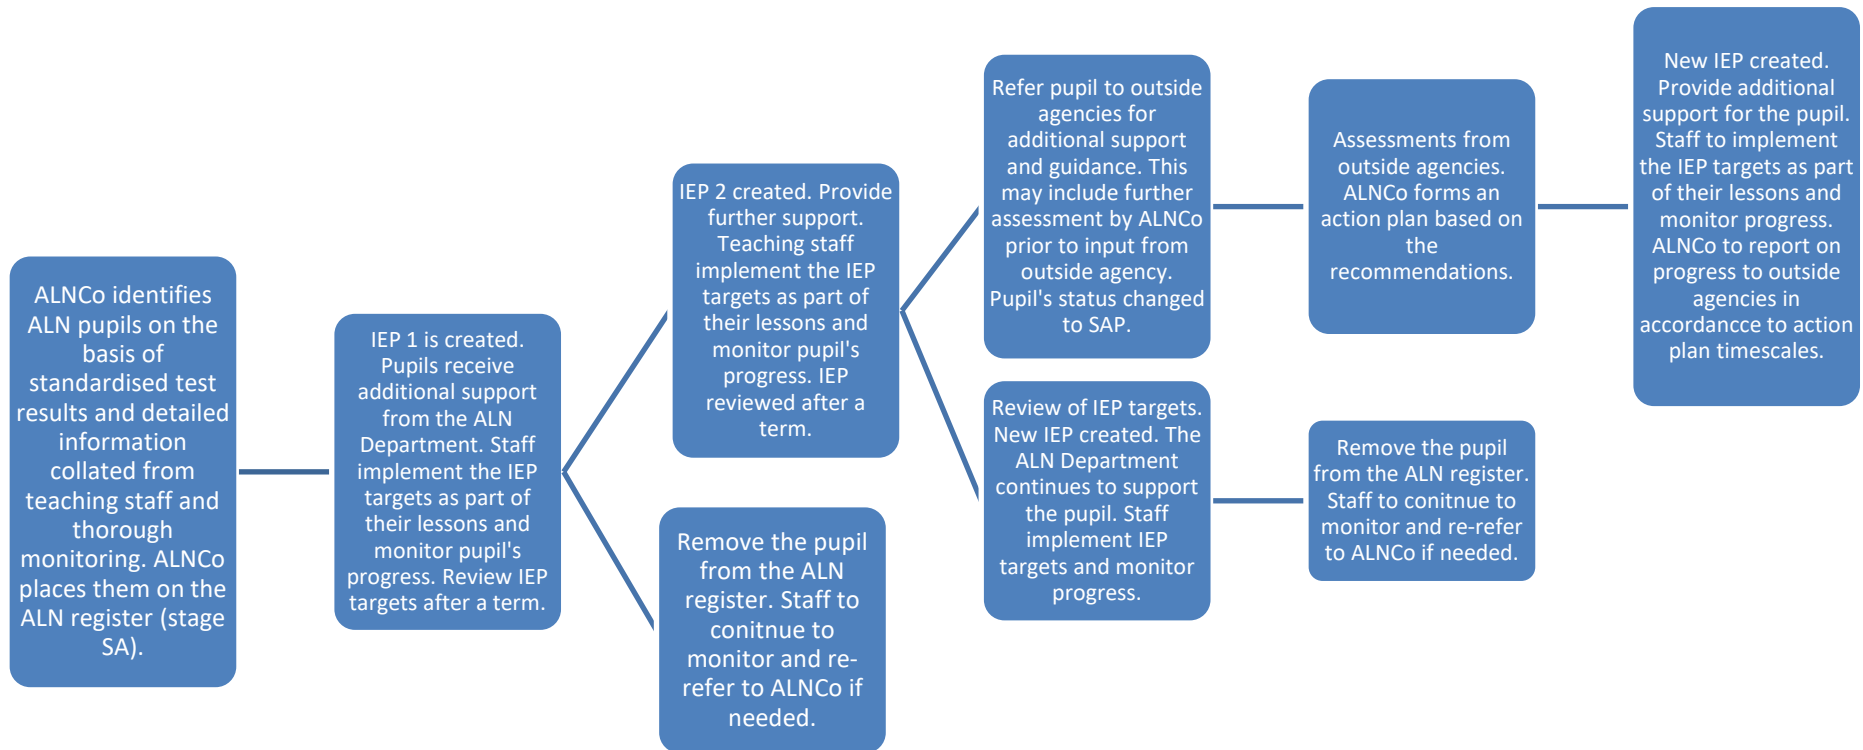 ALNCo identifies
ALN pupils on the
basis of
standardised test
results and detailed
information
collated from
teaching staff and
thorough
monitoring. ALNCo
places them on the
ALN register (stage
SA).
IEP 1 is created.
Pupils receive
additional support
from the ALN
Department. Staff
implement the IEP
targets as part of
their lessons and
monitor pupil's
progress. Review IEP
targets after a term.
IEP 2 created. Provide
further support.
Teaching staff
implement the IEP
targets as part of
their lessons and
monitor pupil's
progress. IEP
reviewed after a
term.
Remove the pupil
from the ALN
register. Staff to
conitnue to
monitor and re-
refer to ALNCo if
needed.
Refer pupil to outside
agencies for
additional support
and guidance. This
may include further
assessment by ALNCo
prior to input from
outside agency.
Pupil's status changed
to SAP.
Review of IEP targets.
New IEP created. The
ALN Department
continues to support
the pupil. Staff
implement IEP
targets and monitor
progress.
Assessments from
outside agencies.
ALNCo forms an
action plan based on
the
recommendations.
Remove the pupil
from the ALN register.
Staff to conitnue to
monitor and re-refer
to ALNCo if needed.
New IEP created.
Provide additional
support for the pupil.
Staff to implement
the IEP targets as part
of their lessons and
monitor progress.
ALNCo to report on
progress to outside
agencies in
accordancce to action
plan timescales.